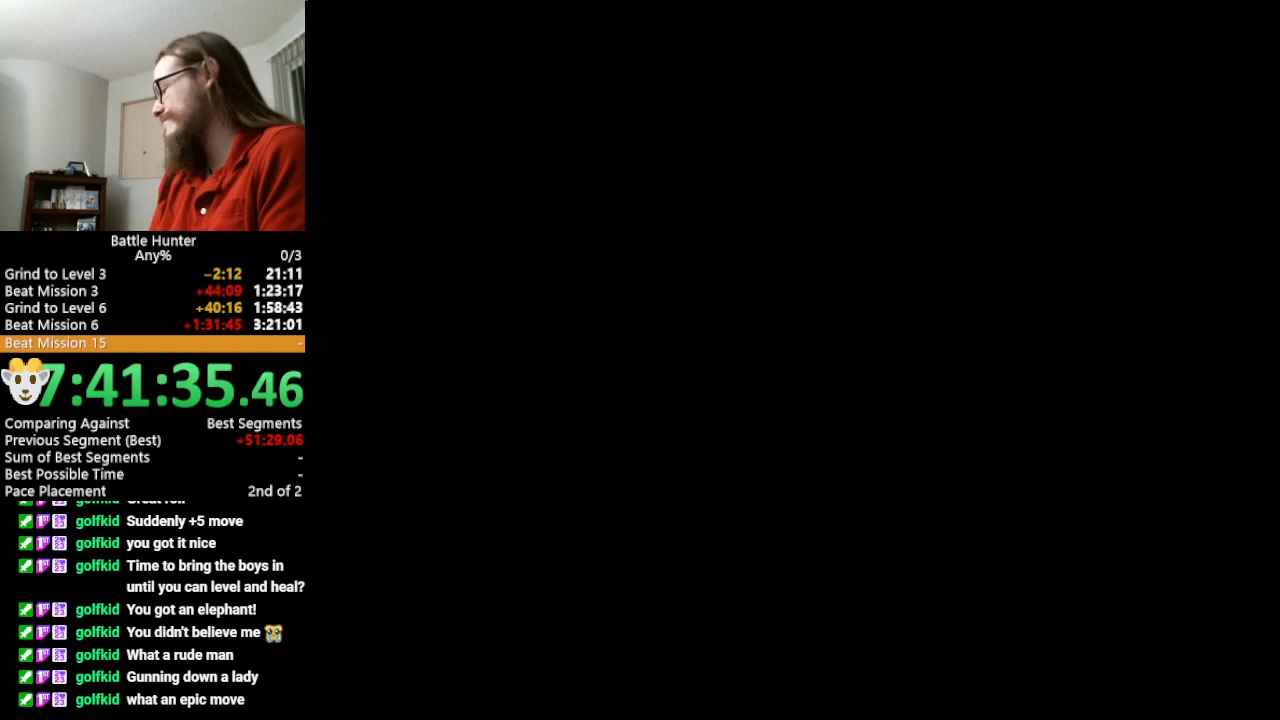 Battle Hunter
Any% 0/3
Grind to Level 3 −2:12 21:11
Beat Mission 3 +44:09 1:23:17
Grind to Level 6 +40:16 1:58:43
Beat Mission 6 +1:31:45 3:21:01
Beat Mission 15 -
7:41:35.46
Comparing Against Best Segments
Previous Segment (Best) +51:29.06
Sum of Best Segments -
Best Possible Time -
Pace Placement 2nd of 2
golfkid Great roll
golfkid Suddenly +5 move
golfkid you got it nice
golfkid Time to bring the boys in
until you can level and heal?
golfkid You got an elephant!
golfkid You didn't believe me
golfkid What a rude man
golfkid Gunning down a lady
golfkid what an epic move